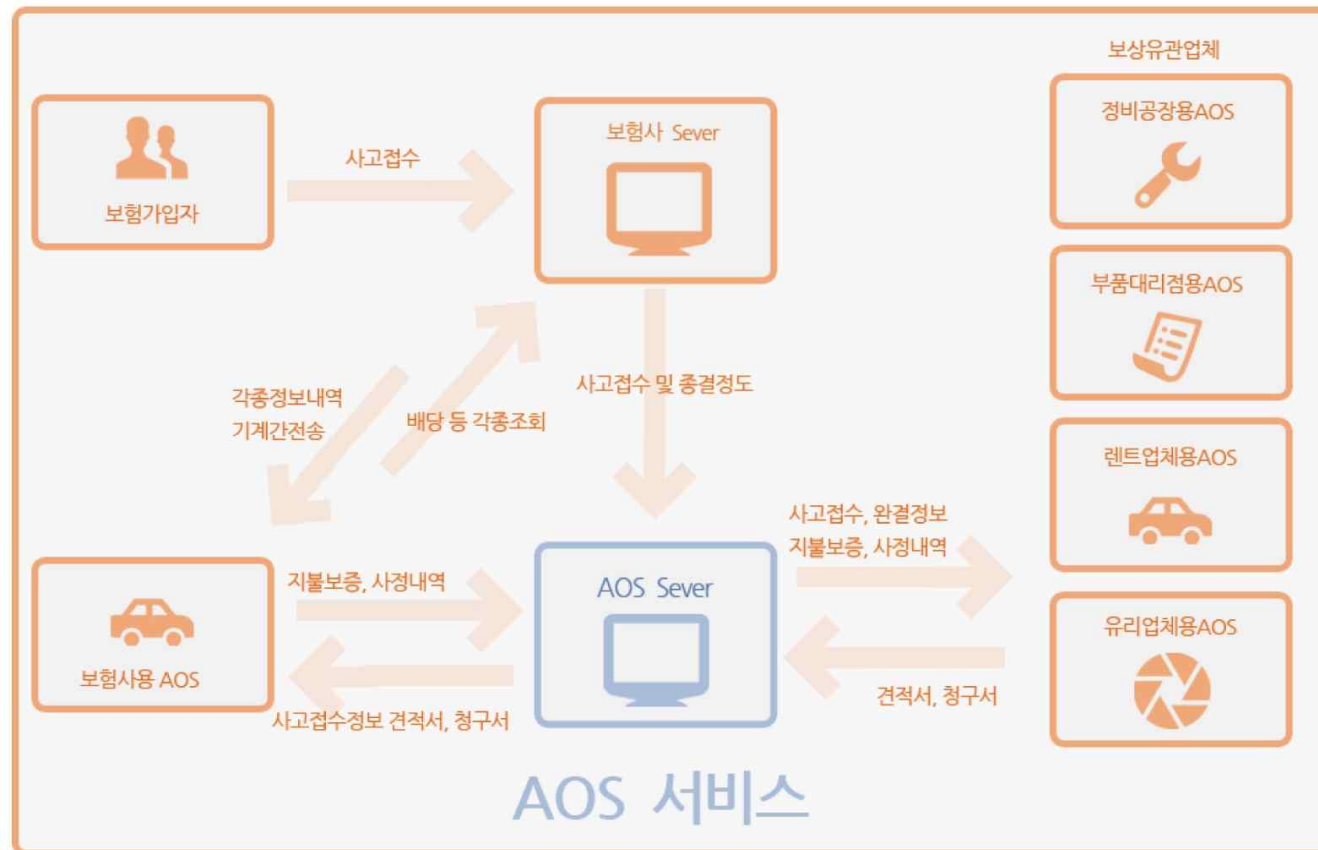 보상유관업체
보험가입자
사고접수
보험사 Sever
정비공장용AOS
부품대리점용AOS
각종정보내역
기계간전송
배당 등 각종조회
사고접수 및 종결정도
렌트업체용AOS
사고접수, 완결정보
지불보증, 사정내역
보험사용 AOS
지불보증, 사정내역
사고접수정보 견적서, 청구서
AOS Sever
견적서, 청구서
유리업체용AOS
AOS 서비스